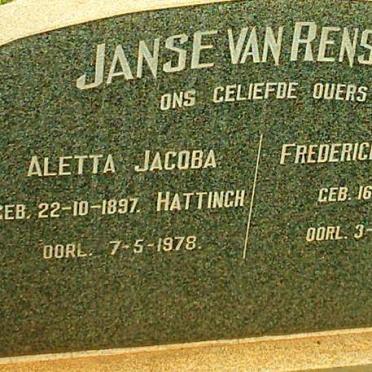 JANSE VAN RENS
ONS GELIEFDE OUERS
ALETTA JACOBA
GEB. 22-10-1897. HATTINGH
OORL. 7-5-1978.
FREDERIC
GEB. 16
OORL. 3-